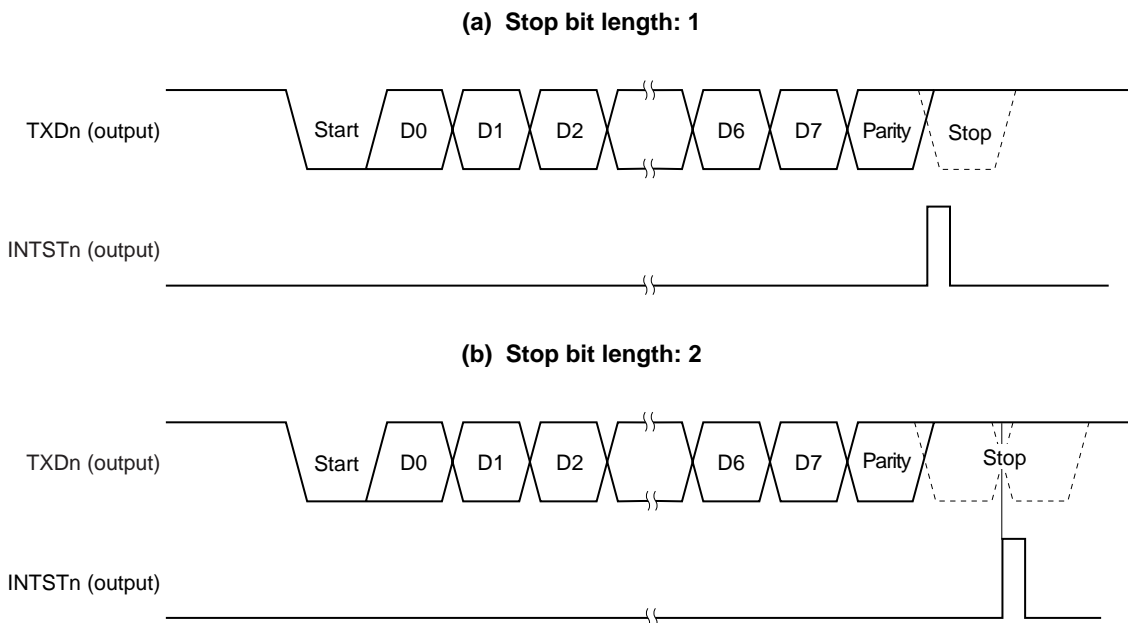 (a) Stop bit length: 1
TXDn (output)
Start
D0
D1
D2
D6
D7
Parity
Stop
INTSTn (output)
(b) Stop bit length: 2
TXDn (output)
Start
D0
D1
D2
D6
D7
Parity
Stop
INTSTn (output)